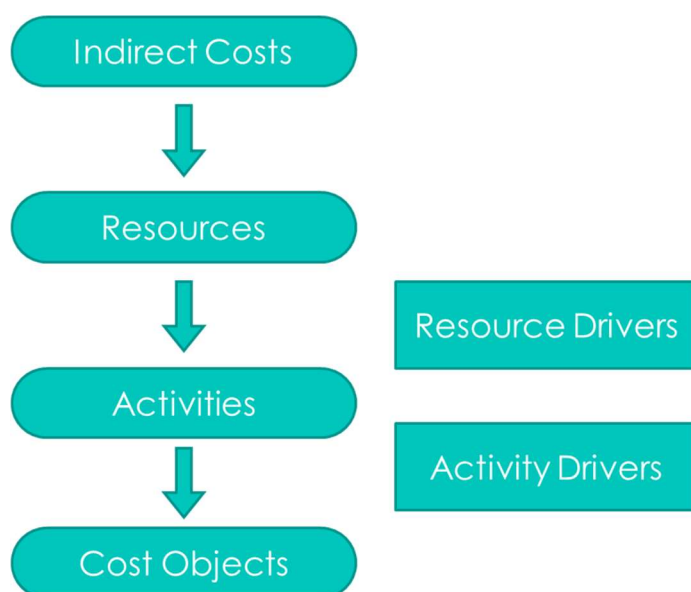 Indirect Costs
Resources
Resource Drivers
Activities
Activity Drivers
Cost Objects